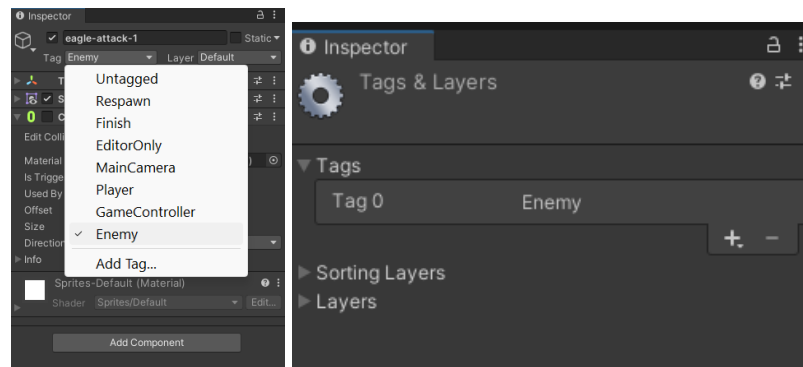 Inspector
eagle-attack-1
Static
Tag Enemy Layer Default
Untagged
Respawn
Finish
EditorOnly
MainCamera
Player
GameController
Enemy
Add Tag...
T
S
C
Edit Colli
Material
Is Trigge
Used By
Offset
Size
Direction
Info
Sprites-Default (Material)
Shader Sprites/Default Edit...
Add Component
Inspector
Tags & Layers
Tags
Tag 0 Enemy
Sorting Layers
Layers